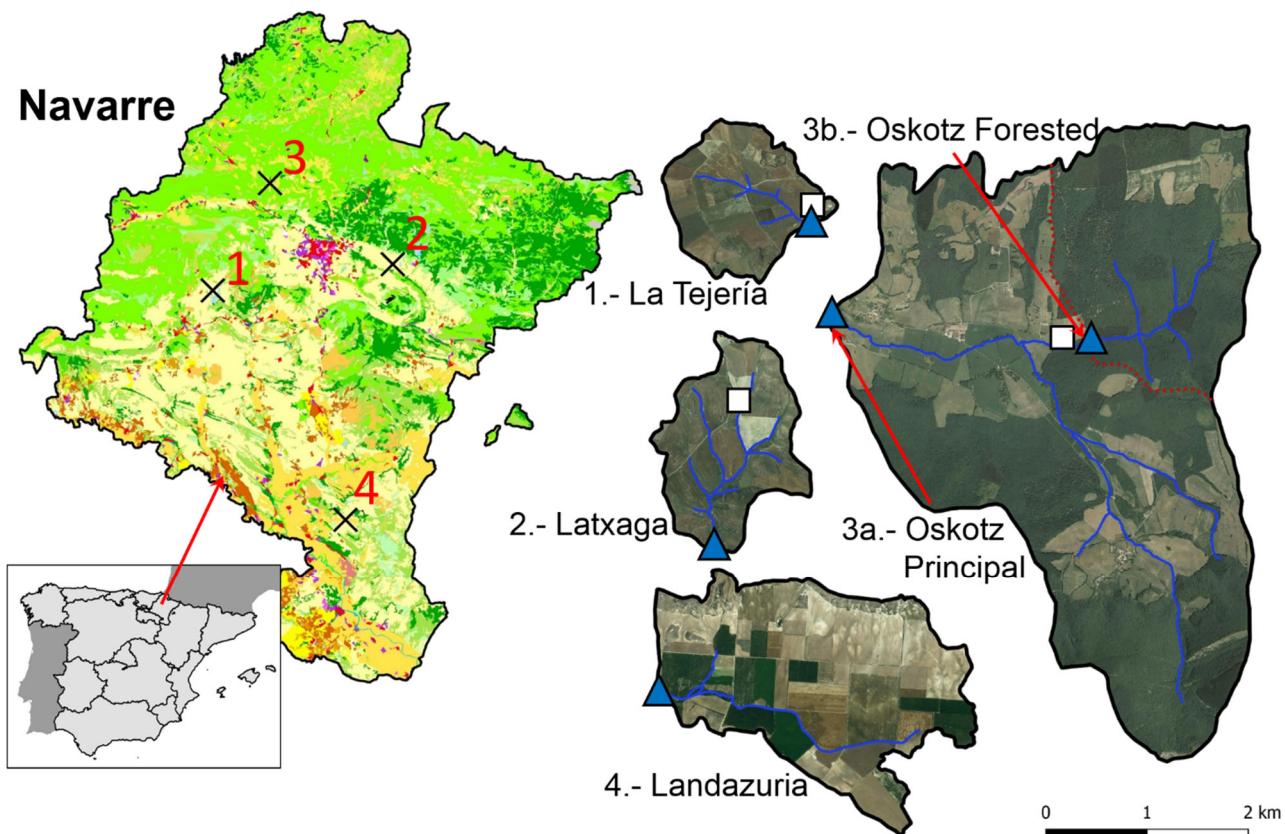 Navarre
3
2
1
4
3b.- Oskotz Forested
1.- La Tejería
2.- Latxaga
3a.- Oskotz
Principal
4.- Landazuria
0 1 2 km